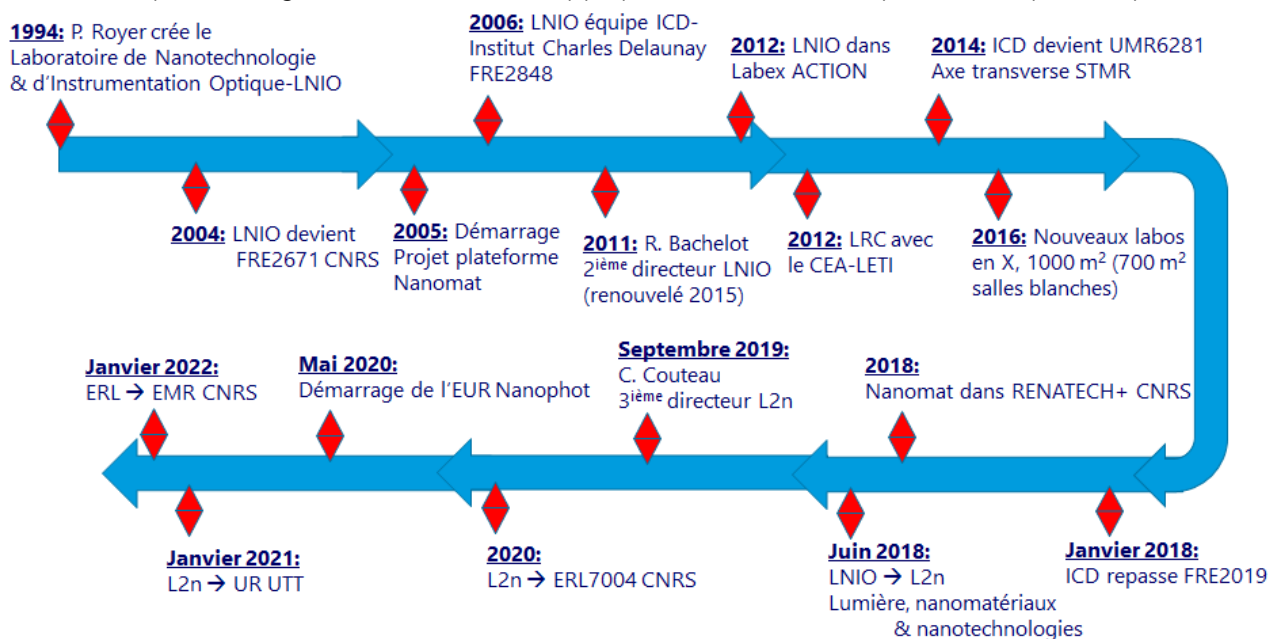 1994: P. Royer crée le
Laboratoire de Nanotechnologie
& d'Instrumentation Optique-LNIO
2006: LNIO équipe ICD-
Institut Charles Delaunay
FRE2848
2012: LNIO dans
Labex ACTION
2014: ICD devient UMR6281
Axe transverse STMR
2004: LNIO devient
FRE2671 CNRS
2005: Démarrage
Projet plateforme
Nanomat
2011: R. Bachelot
2ième directeur LNIO
(renouvelé 2015)
2012: LRC avec
le CEA-LETI
2016: Nouveaux labos
en X, 1000 m² (700 m²
salles blanches)
Janvier 2022:
ERL → EMR CNRS
Mai 2020:
Démarrage de l'EUR Nanophot
Septembre 2019:
C. Couteau
3ième directeur L2n
2018:
Nanomat dans RENATECH+ CNRS
Janvier 2021:
L2n → UR UTT
2020:
L2n → ERL7004 CNRS
Juin 2018:
LNIO → L2n
Lumière, nanomatériaux
& nanotechnologies
Janvier 2018:
ICD repasse FRE2019